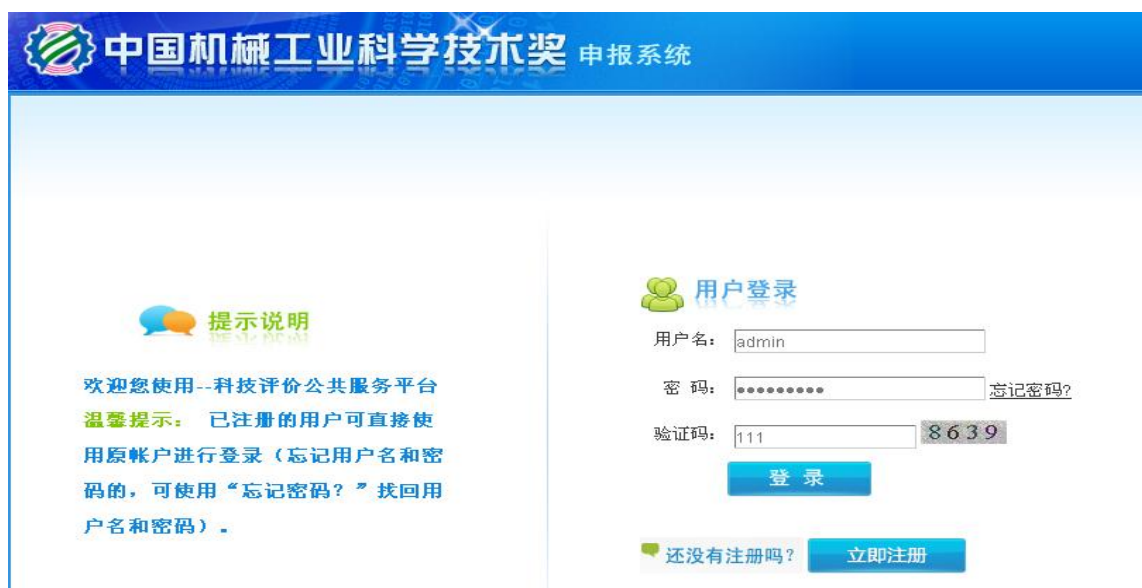 中国机械工业科学技术奖 申报系统
提示说明
欢迎您使用--科技评价公共服务平台
温馨提示： 已注册的用户可直接使
用原帐户进行登录（忘记用户名和密
码的，可使用“忘记密码？”找回用
户名和密码）。
用户登录
用户名： admin
密 码： ●●●●●●●●● 忘记密码?
验证码： 111 8639
登 录
还没有注册吗? 立即注册